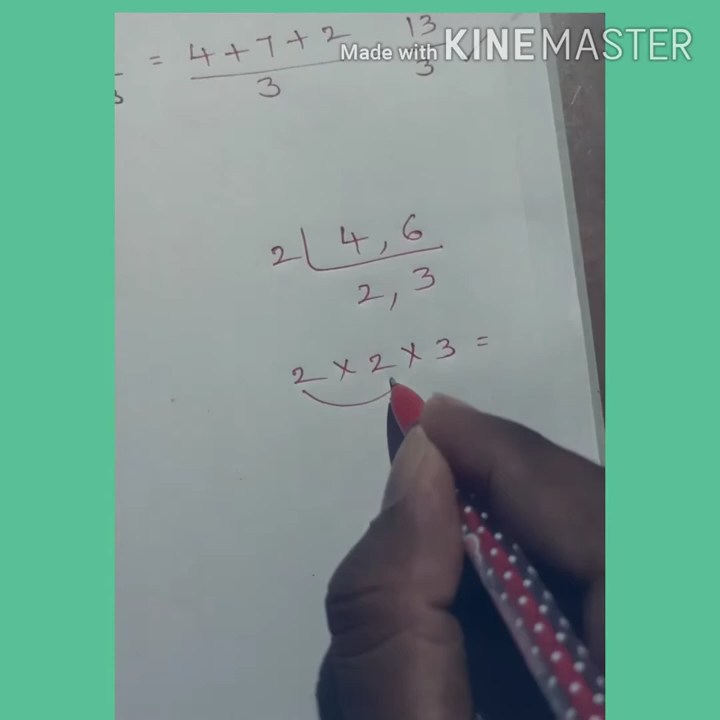 = 4+7+2 / 3 13 / 3
Made with KINEMASTER
2 | 4, 6
2, 3
2 × 2 × 3 =